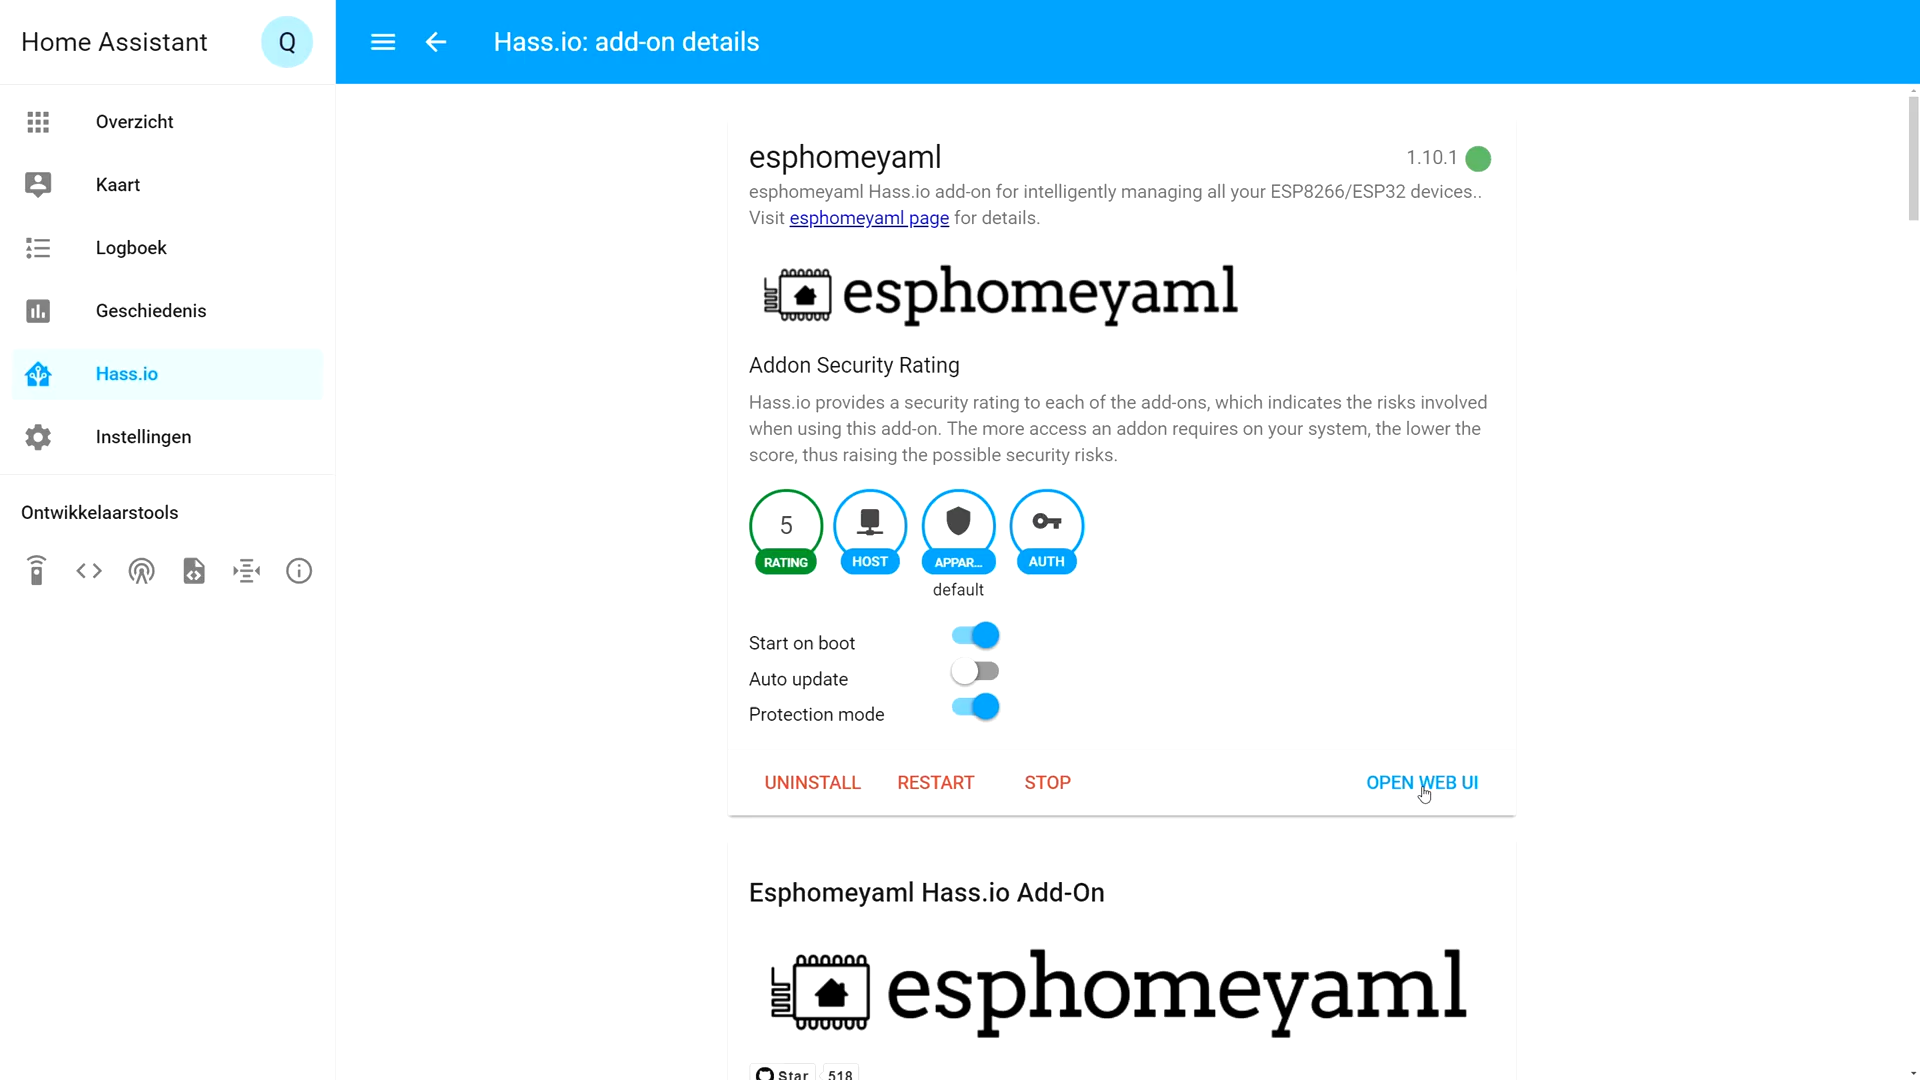 Home Assistant
Q
Hass.io: add-on details
Overzicht
Kaart
Logboek
Geschiedenis
Hass.io
Instellingen
Ontwikkelaarstools
esphomeyaml
1.10.1
esphomeyaml Hass.io add-on for intelligently managing all your ESP8266/ESP32 devices..
Visit esphomeyaml page for details.
esphomeyaml
Addon Security Rating
Hass.io provides a security rating to each of the add-ons, which indicates the risks involved
when using this add-on. The more access an addon requires on your system, the lower the
score, thus raising the possible security risks.
5
RATING
HOST
APPAR...
AUTH
default
Start on boot
Auto update
Protection mode
UNINSTALL
RESTART
STOP
OPEN WEB UI
Esphomeyaml Hass.io Add-On
esphomeyaml
Star
518